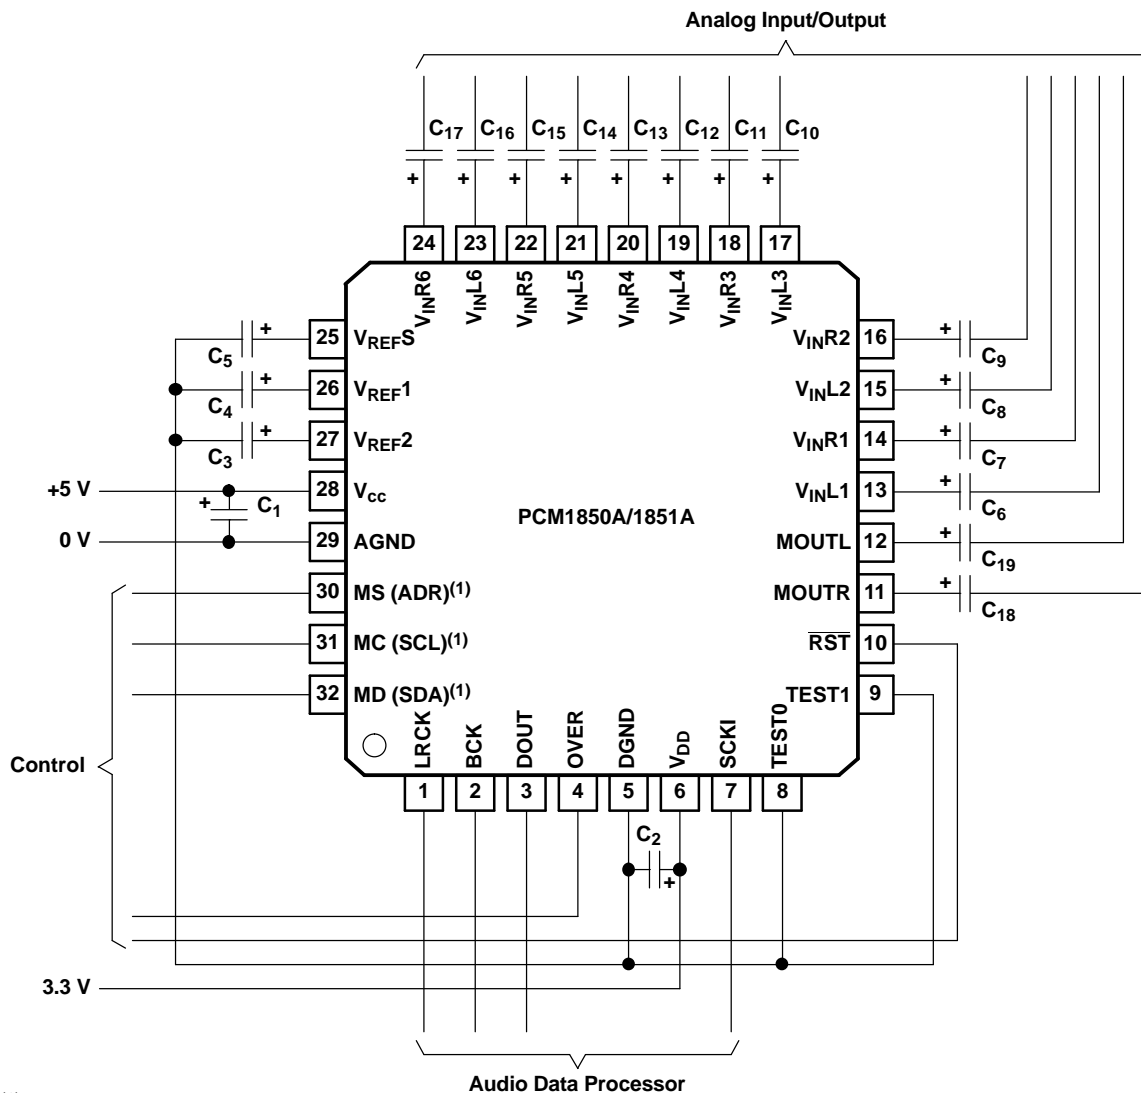 Analog Input/Output
C17 C16 C15 C14 C13 C12 C11 C10
+ + + + + + + +
24 23 22 21 20 19 18 17
VINR6 VINL6 VINR5 VINL5 VINR4 VINL4 VINR3 VINL3
C5 + 25 VREFS
C4 + 26 VREF1
C3 + 27 VREF2
+5 V 28 Vcc
+ C1
0 V 29 AGND
30 MS (ADR)(1)
31 MC (SCL)(1)
32 MD (SDA)(1)
PCM1850A/1851A
VINR2 16 + C9
VINL2 15 + C8
VINR1 14 + C7
VINL1 13 + C6
MOUTL 12 + C19
MOUTR 11 + C18
RST 10
TEST1 9
LRCK BCK DOUT OVER DGND VDD SCKI TEST0
1 2 3 4 5 6 7 8
Control
C2 +
3.3 V
Audio Data Processor